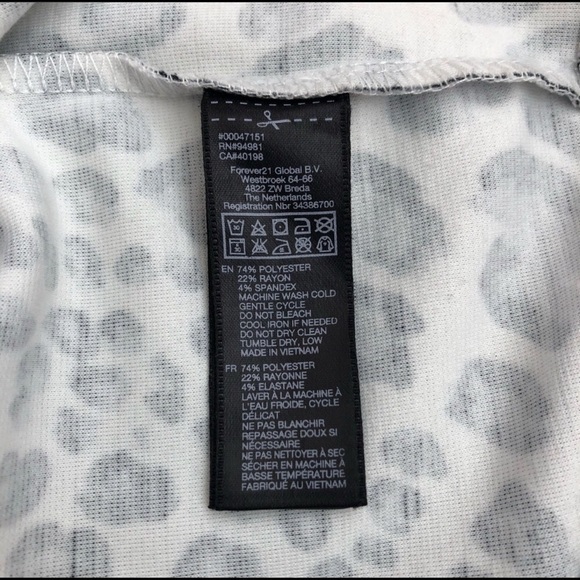 #00047151
RN#94981
CA#40198
Forever21 Global B.V.
Westbroek 64-66
4822 ZW Breda
The Netherlands
Registration Nbr 34386700
EN 74% POLYESTER
22% RAYON
4% SPANDEX
MACHINE WASH COLD
GENTLE CYCLE
DO NOT BLEACH
COOL IRON IF NEEDED
DO NOT DRY CLEAN
TUMBLE DRY, LOW
MADE IN VIETNAM
FR 74% POLYESTER
22% RAYONNE
4% ELASTANE
LAVER À LA MACHINE À
L'EAU FROIDE, CYCLE
DÉLICAT
NE PAS BLANCHIR
REPASSAGE DOUX SI
NÉCESSAIRE
NE PAS NETTOYER À SEC
SÉCHER EN MACHINE À
BASSE TEMPÉRATURE
FABRIQUÉ AU VIETNAM